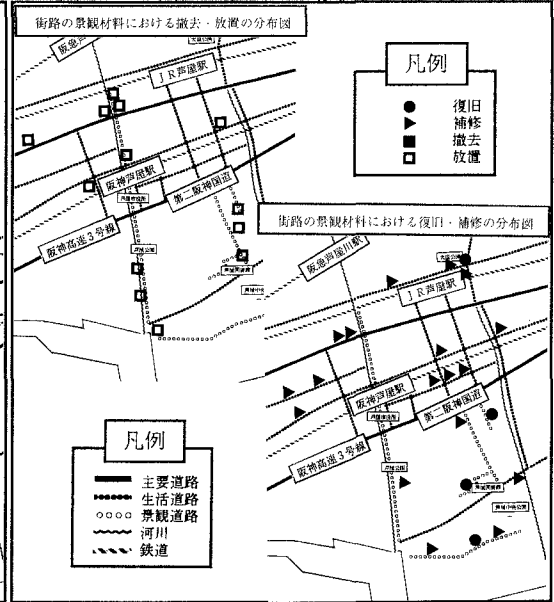 街路の景観材料における撤去・放置の分布図
ＪＲ芦屋駅
阪神芦屋駅
第二阪神国道
阪神高速３号線
凡例
復旧
補修
撤去
放置
街路の景観材料における復旧・補修の分布図
阪急芦屋川駅
ＪＲ芦屋駅
阪神芦屋駅
第二阪神国道
阪神高速３号線
凡例
主要道路
生活道路
景観道路
河川
鉄道